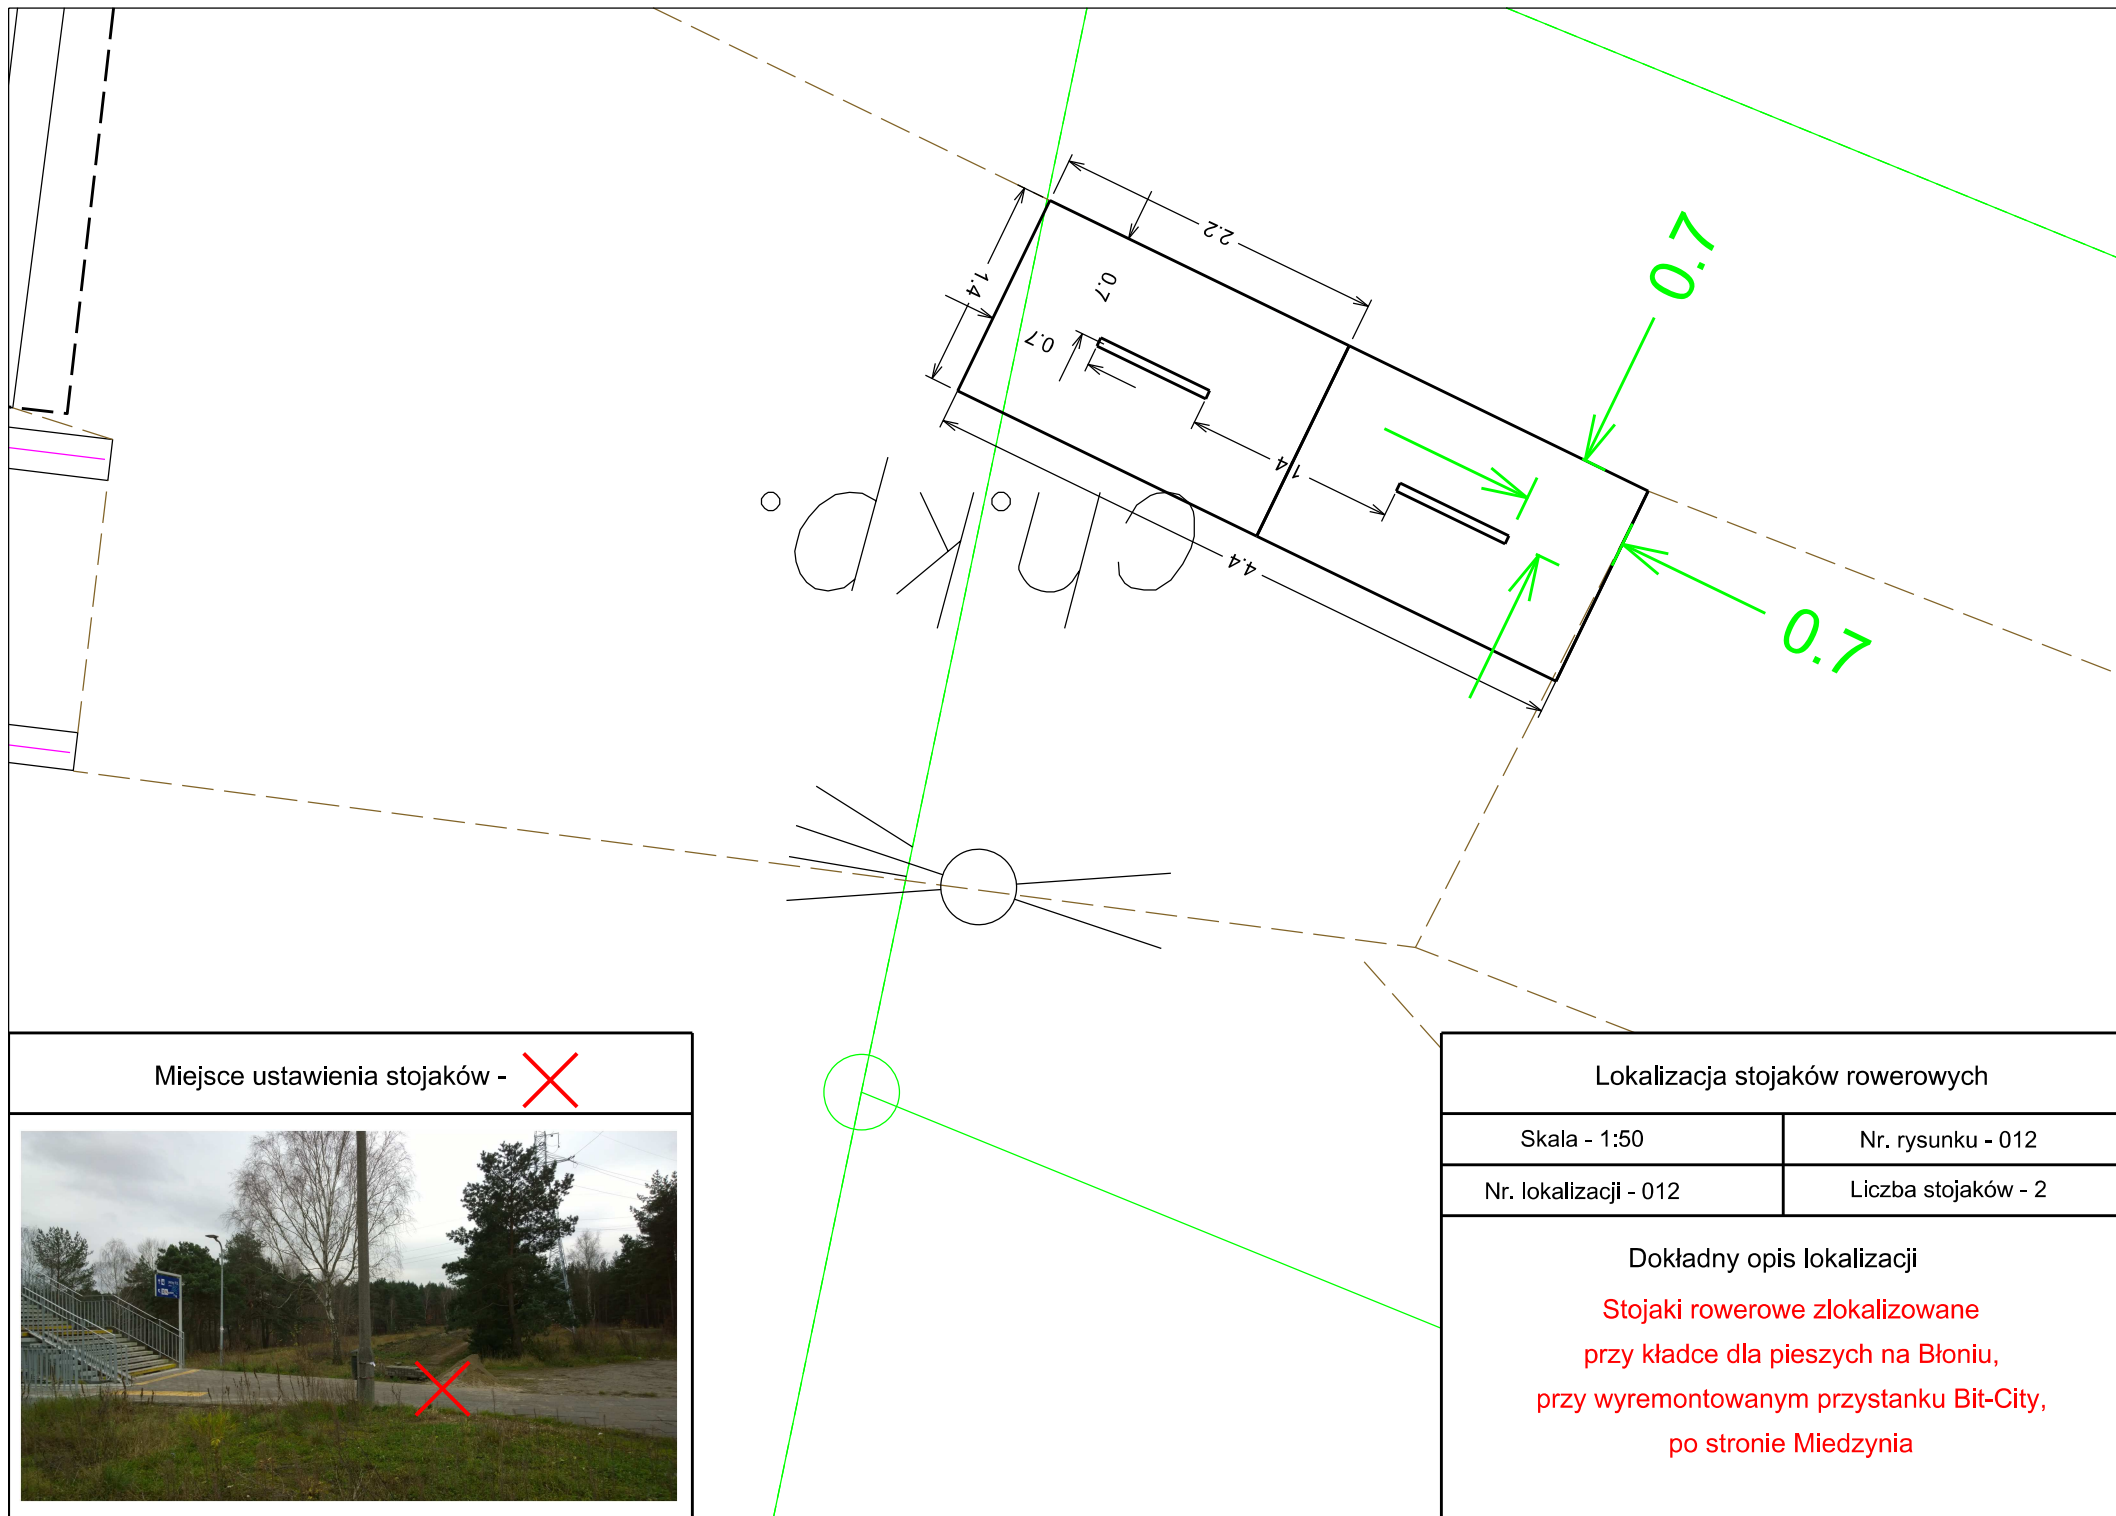 2.2
1.4
0.7
0.7
1.4
4.4
0.7
0.7
Miejsce ustawienia stojaków -
Lokalizacja stojaków rowerowych
Skala - 1:50
Nr. rysunku - 012
Nr. lokalizacji - 012
Liczba stojaków - 2
Dokładny opis lokalizacji
Stojaki rowerowe zlokalizowane
przy kładce dla pieszych na Błoniu,
przy wyremontowanym przystanku Bit-City,
po stronie Miedzynia